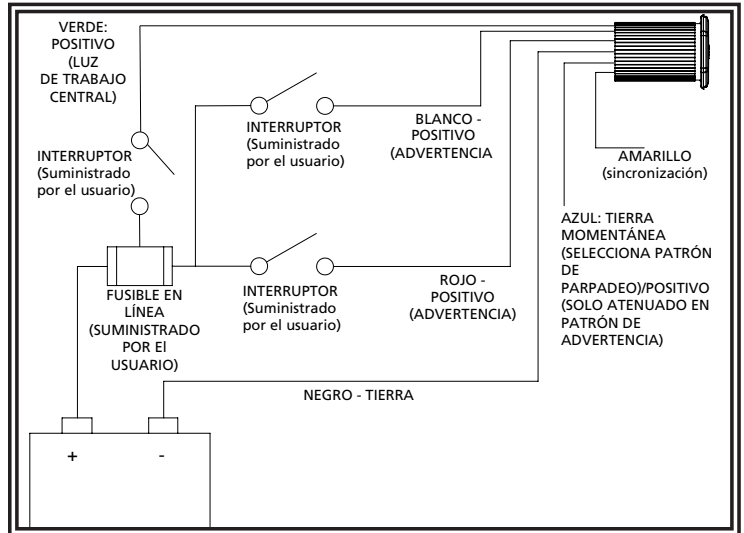 VERDE:
POSITIVO
(LUZ
DE TRABAJO
CENTRAL)
INTERRUPTOR
(Suministrado
por el usuario)
INTERRUPTOR
(Suministrado
por el usuario)
BLANCO -
POSITIVO
(ADVERTENCIA
AMARILLO
(sincronización)
AZUL: TIERRA
MOMENTÁNEA
(SELECCIONA PATRÓN
DE
PARPADEO)/POSITIVO
(SOLO ATENUADO EN
PATRÓN DE
ADVERTENCIA)
FUSIBLE EN
LÍNEA
(SUMINISTRADO
POR El
USUARIO)
INTERRUPTOR
(Suministrado
por el usuario)
ROJO -
POSITIVO
(ADVERTENCIA)
NEGRO - TIERRA
+ -